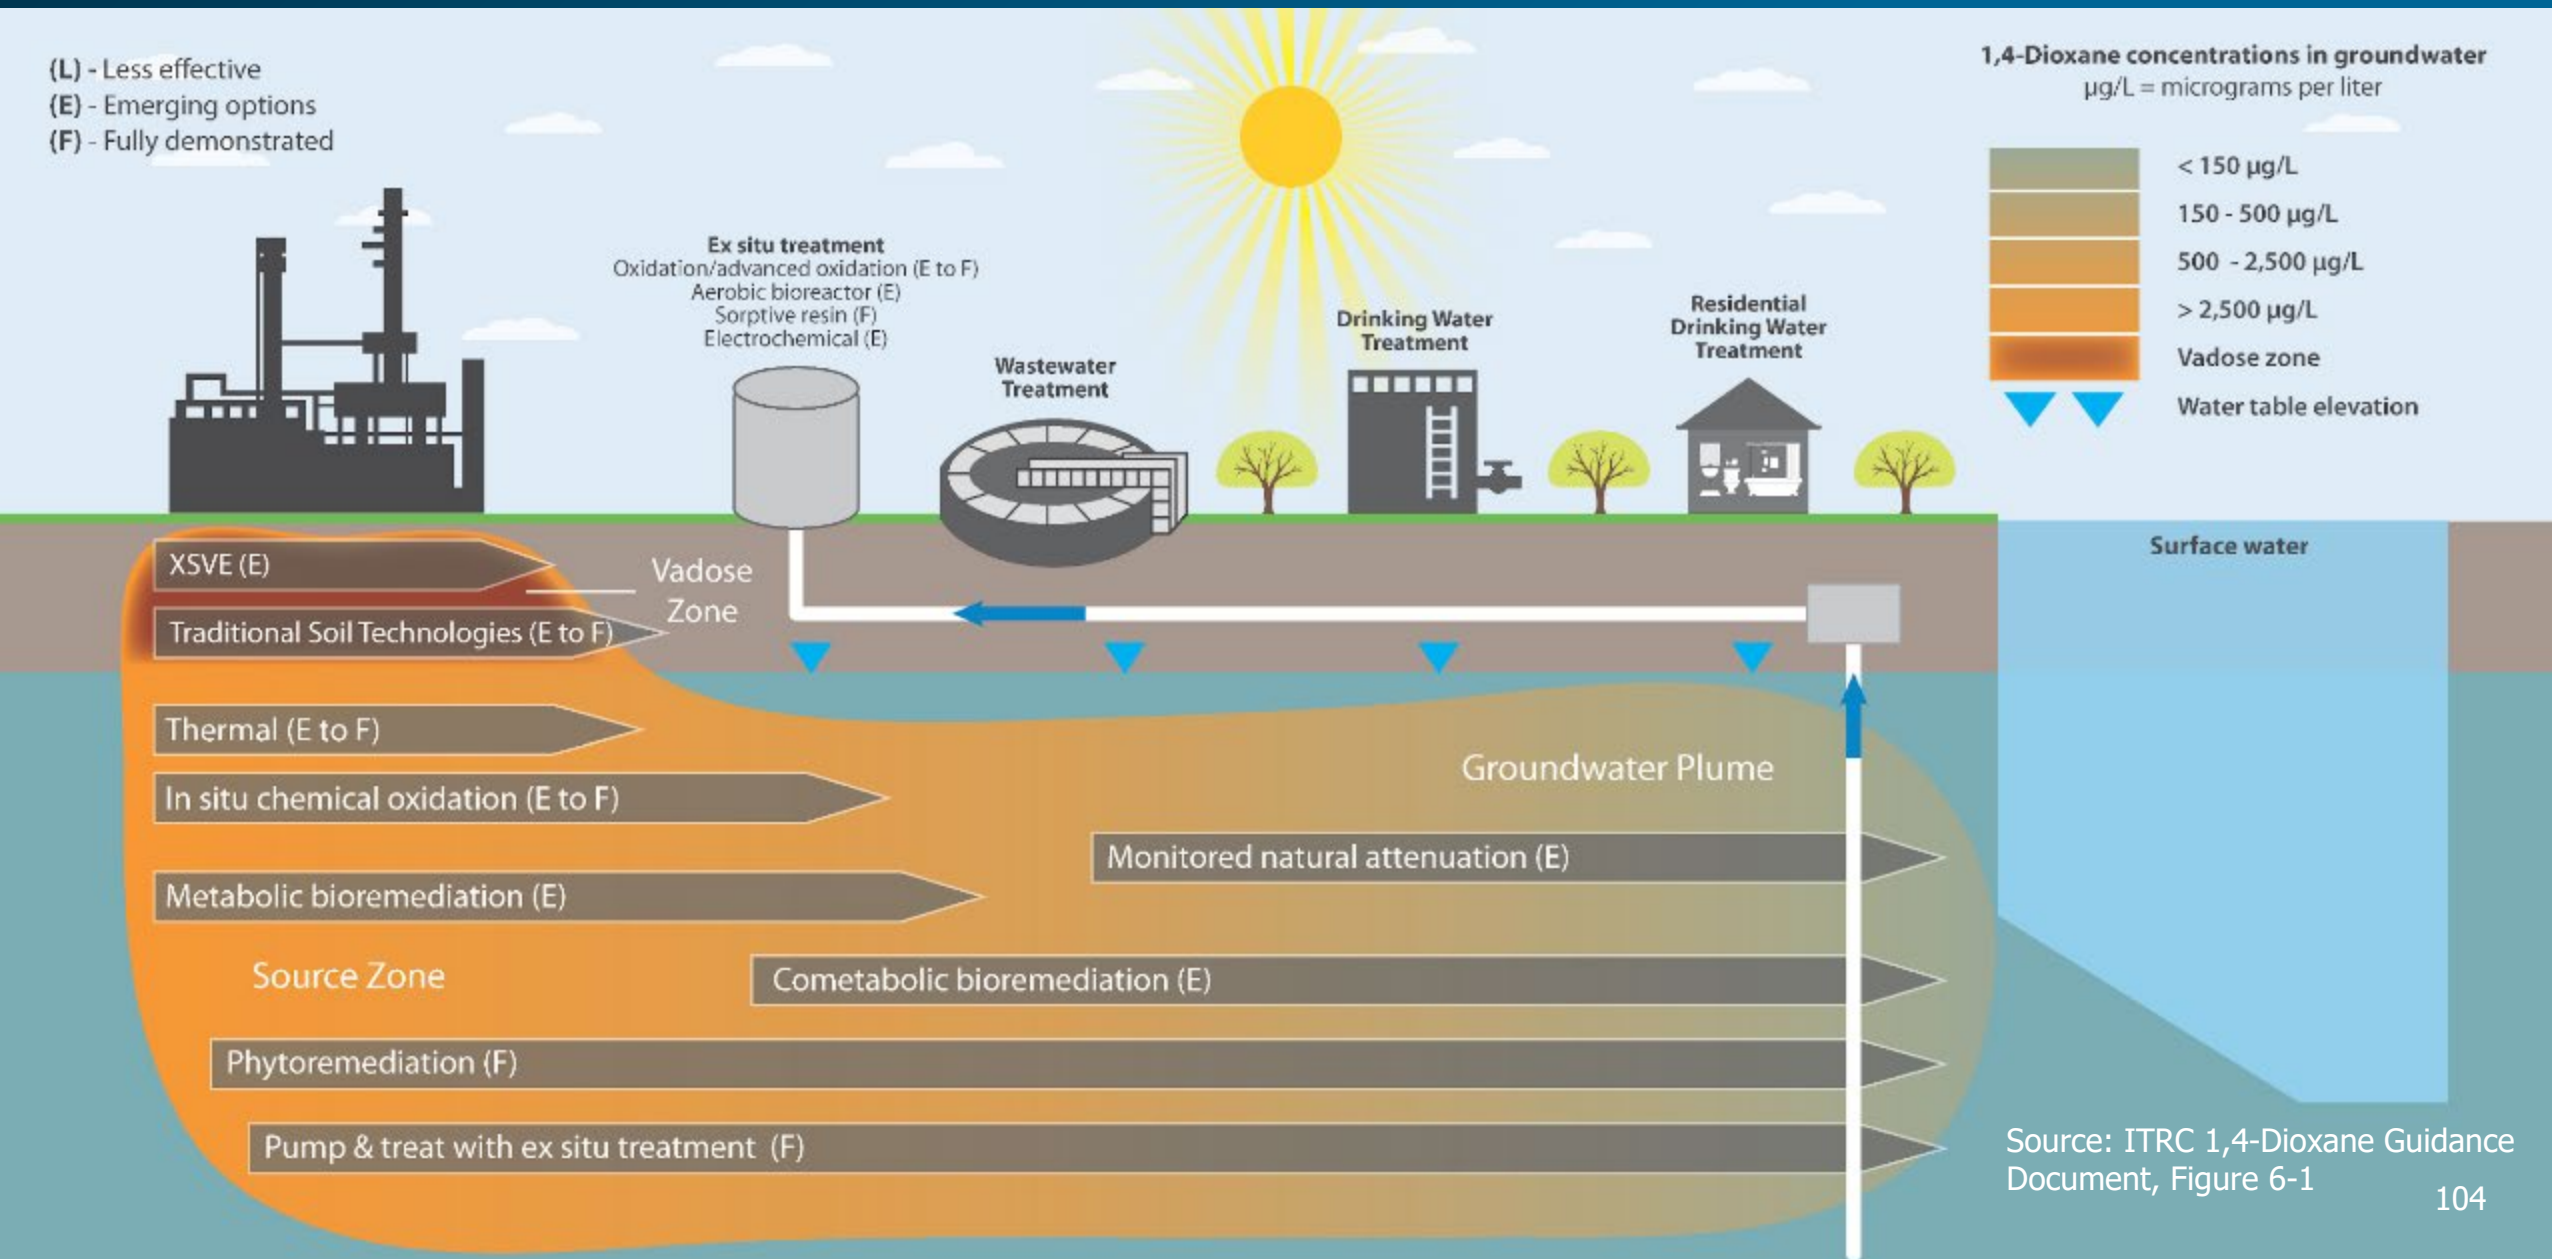 (L) - Less effective
(E) - Emerging options
(F) - Fully demonstrated
1,4-Dioxane concentrations in groundwater
µg/L = micrograms per liter
< 150 µg/L
150 - 500 µg/L
500 - 2,500 µg/L
> 2,500 µg/L
Vadose zone
Water table elevation
Ex situ treatment
Oxidation/advanced oxidation (E to F)
Aerobic bioreactor (E)
Sorptive resin (F)
Electrochemical (E)
Wastewater
Treatment
Drinking Water
Treatment
Residential
Drinking Water
Treatment
Surface water
XSVE (E)
Vadose
Zone
Traditional Soil Technologies (E to F)
Thermal (E to F)
Groundwater Plume
In situ chemical oxidation (E to F)
Monitored natural attenuation (E)
Metabolic bioremediation (E)
Source Zone
Cometabolic bioremediation (E)
Phytoremediation (F)
Pump & treat with ex situ treatment (F)
Source: ITRC 1,4-Dioxane Guidance
Document, Figure 6-1
104